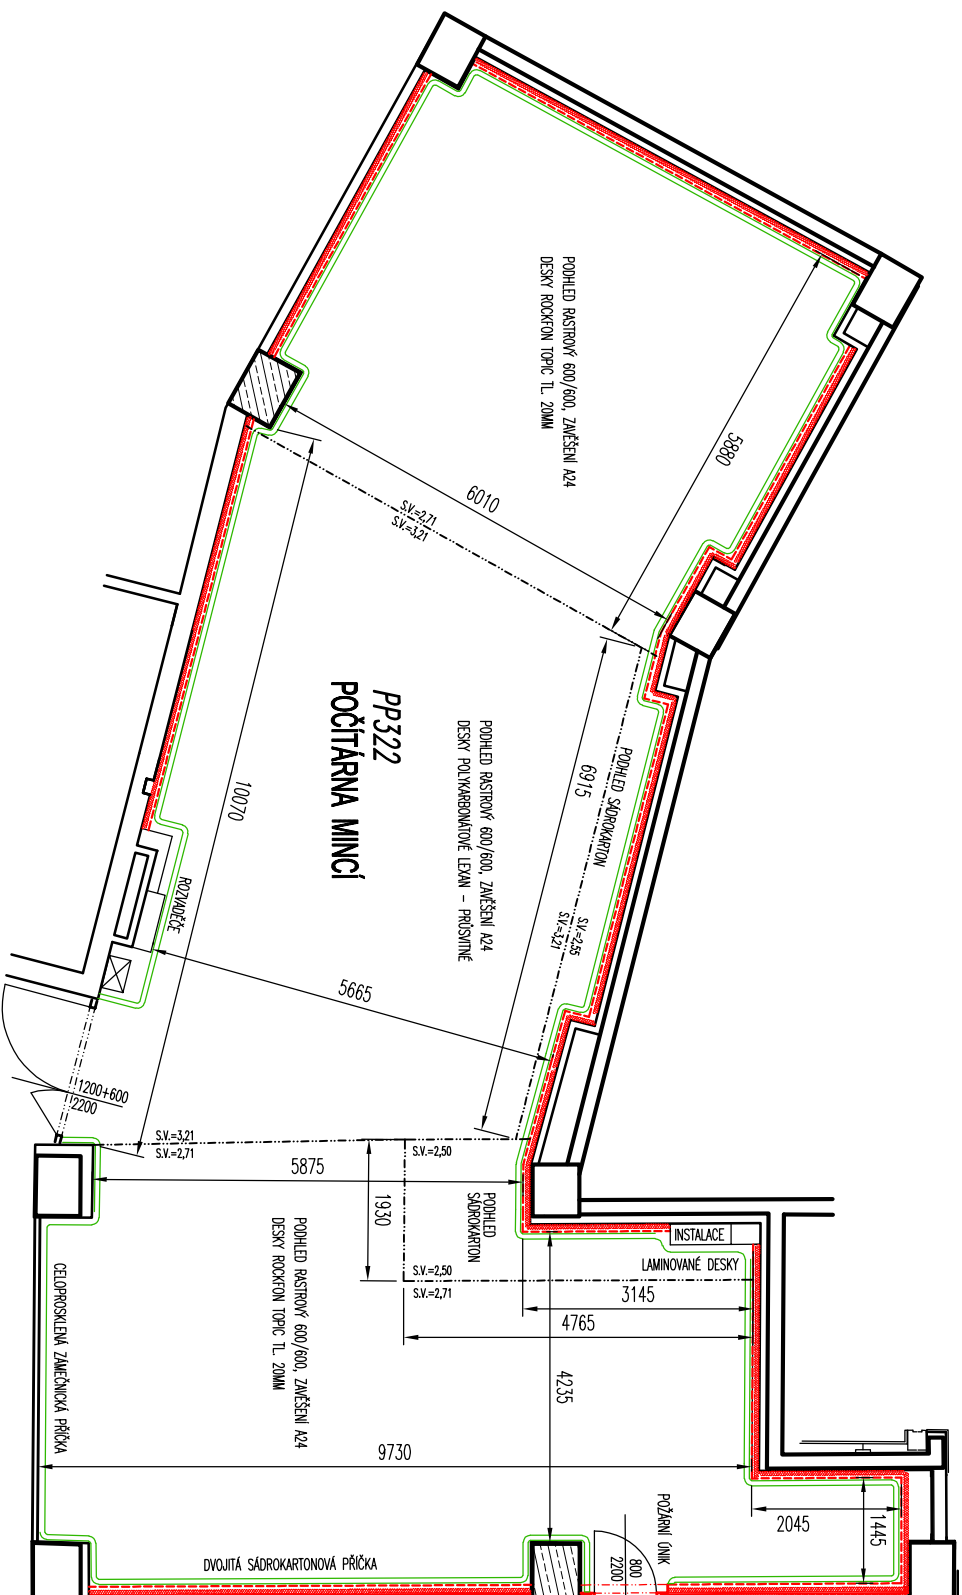 PODHLED RASTROVÝ 600/600, ZAVĚŠENÍ A24
DESKY ROCKFON TOPIC TL. 20MM
5880
6010
S.V.=2,71
S.V.=3,21
PP322
POČÍTÁRNA MINCÍ
PODHLED RASTROVÝ 600/600, ZAVĚŠENÍ A24
DESKY POLYKARBONÁTOVÉ LEXAN - PRŮSVITNÉ
PODHLED SÁDROKARTON
6915
10070
S.V.=2,55
S.V.=3,21
ROZVADĚČE
5665
1200+600
2200
S.V.=3,21
S.V.=2,71
S.V.=2,50
5875
1930
PODHLED
SÁDROKARTON
INSTALACE
LAMINOVANÉ DESKY
S.V.=2,50
S.V.=2,71
3145
4765
4235
PODHLED RASTROVÝ 600/600, ZAVĚŠENÍ A24
DESKY ROCKFON TOPIC TL. 20MM
CELOPROSKLENÁ ZÁMEČNICKÁ PŘÍČKA
9730
POŽÁRNÍ ÚNIK
2045
1445
800
2200
DVOJITÁ SÁDROKARTONOVÁ PŘÍČKA